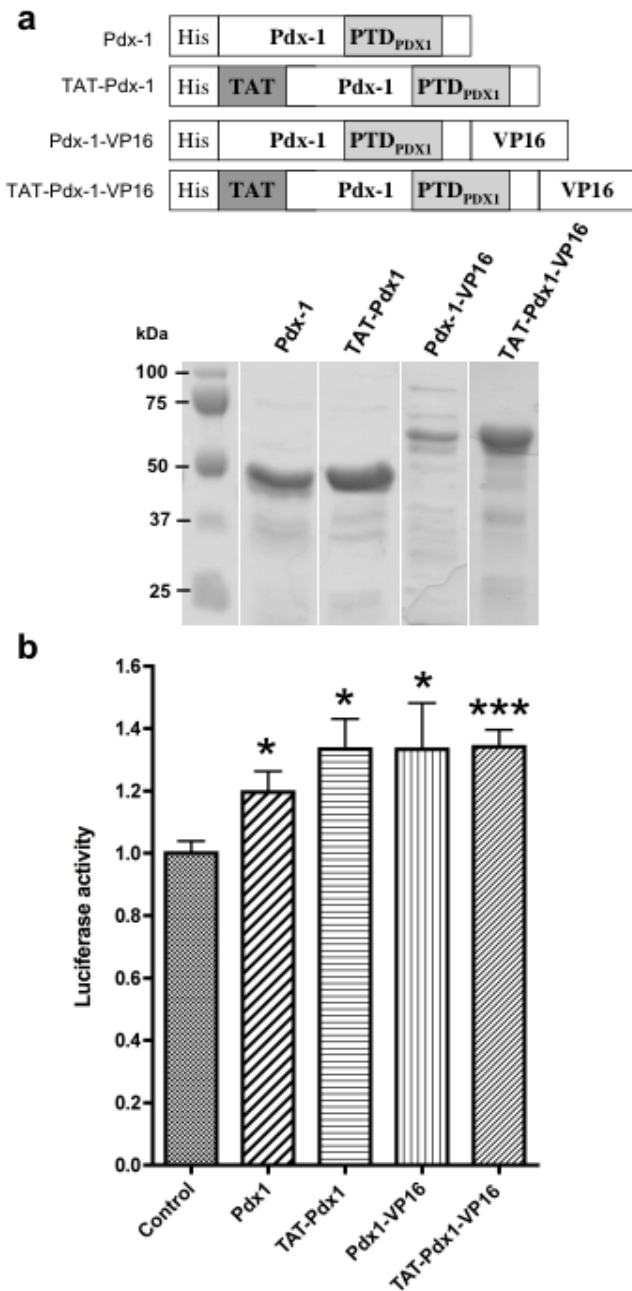 a
Pdx-1 His Pdx-1 PTDPDX1
TAT-Pdx-1 His TAT Pdx-1 PTDPDX1
Pdx-1-VP16 His Pdx-1 PTDPDX1 VP16
TAT-Pdx-1-VP16 His TAT Pdx-1 PTDPDX1 VP16
kDa Pdx-1 TAT-Pdx1 Pdx-1-VP16 TAT-Pdx1-VP16
100
75
50
37
25
b
1.6
1.4
1.2
1.0
0.8
0.6
0.4
0.2
0.0
Luciferase activity
* * * ***
Control Pdx1 TAT-Pdx1 Pdx1-VP16 TAT-Pdx1-VP16